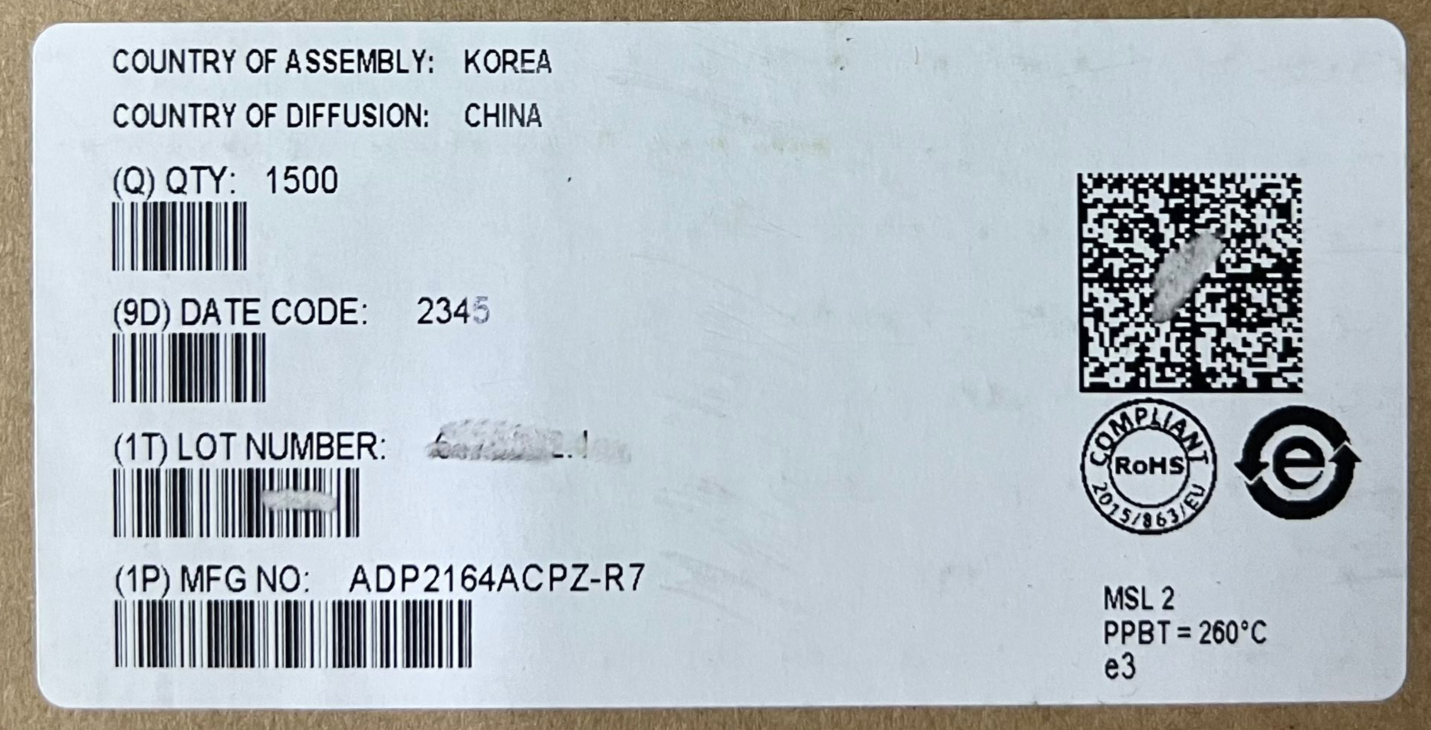 COUNTRY OF ASSEMBLY: KOREA
COUNTRY OF DIFFUSION: CHINA
(Q) QTY: 1500
(9D) DATE CODE: 2345
(1T) LOT NUMBER:
(1P) MFG NO: ADP2164ACPZ-R7
COMPLIANT
RoHS
2015/863/EU
e
MSL 2
PPBT = 260°C
e3